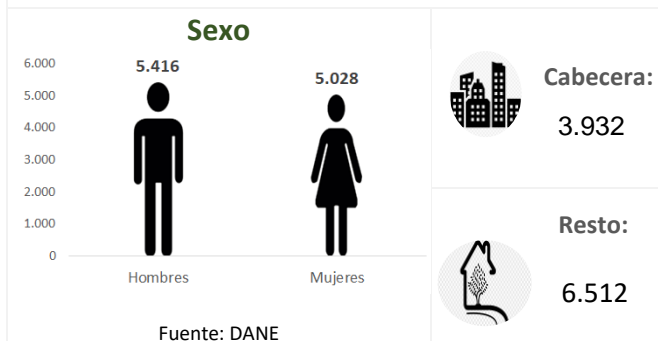 Sexo
6.000
5.000
4.000
3.000
2.000
1.000
0
5.416
5.028
Hombres
Mujeres
Fuente: DANE
Cabecera:
3.932
Resto:
6.512